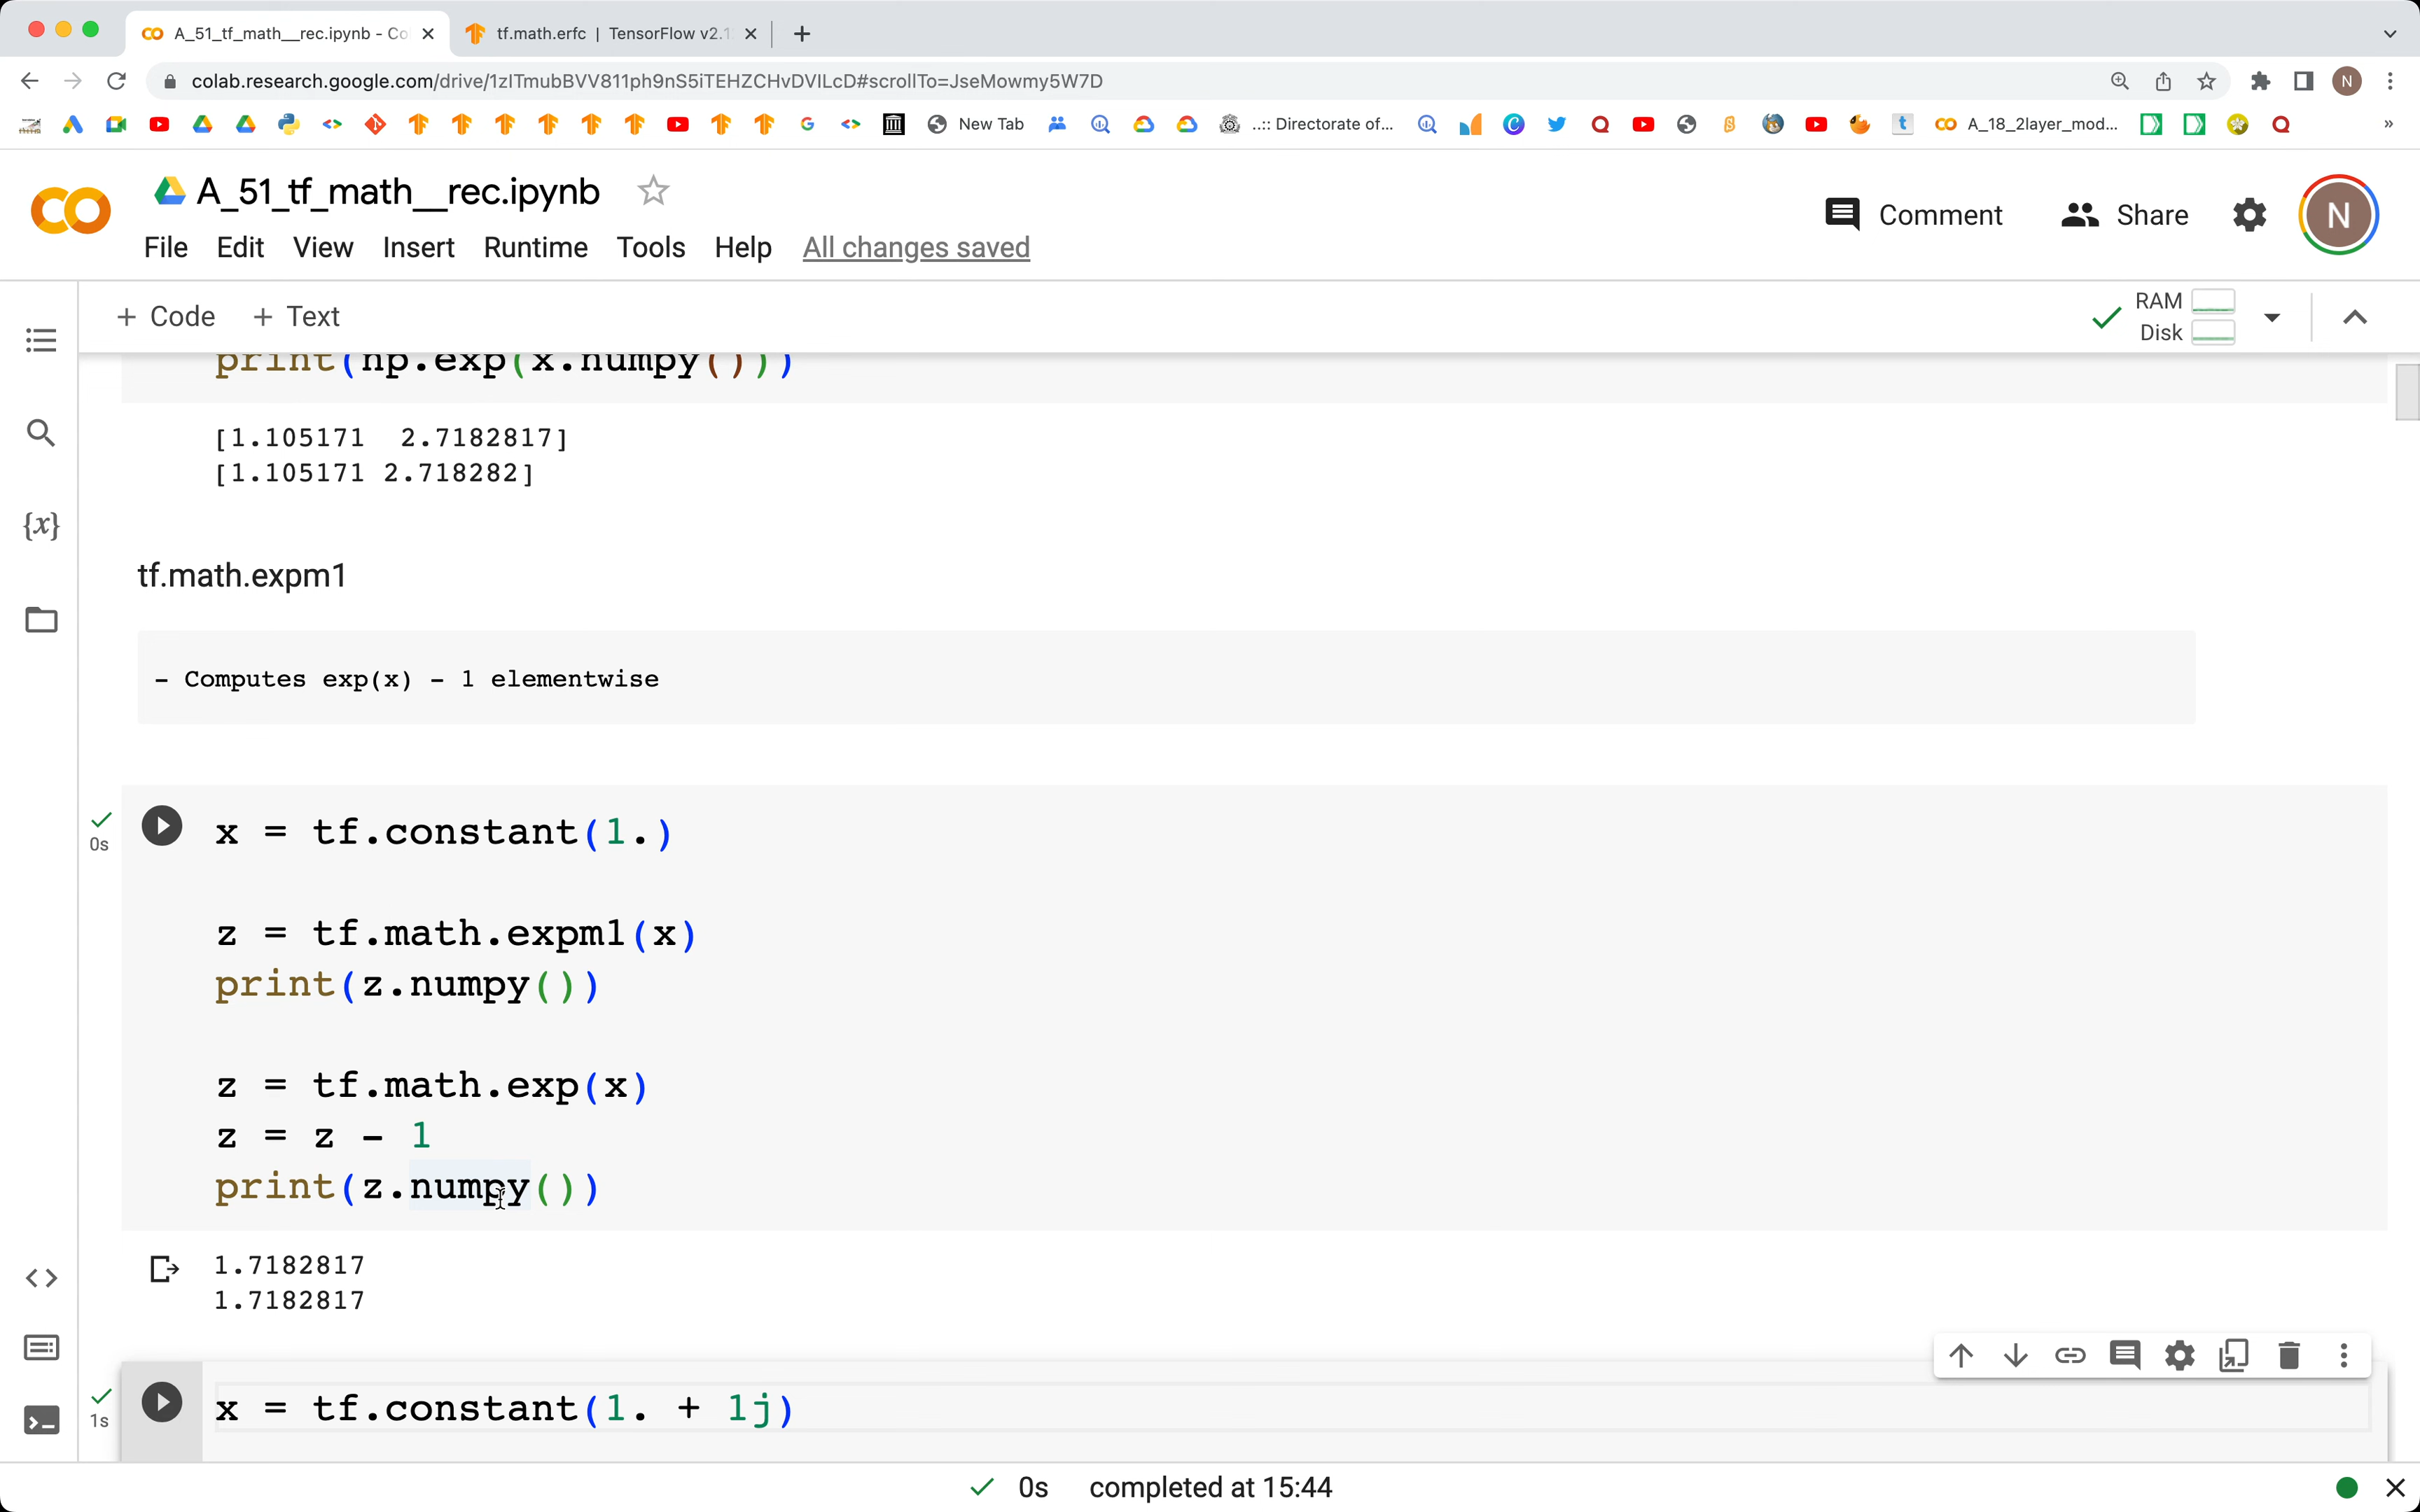 A_51_tf_math__rec.ipynb - Co
tf.math.erfc | TensorFlow v2.1
colab.research.google.com/drive/1zITmubBVV811ph9nS5iTEHZCHvDVILcD#scrollTo=JseMowmy5W7D
N
New Tab
..:: Directorate of...
A_18_2layer_mod...
»
A_51_tf_math__rec.ipynb
Comment
Share
N
File Edit View Insert Runtime Tools Help All changes saved
+ Code + Text
RAM
Disk
print(np.exp(x.numpy()))
[1.105171  2.7182817]
[1.105171 2.718282]
{x}
tf.math.expm1
- Computes exp(x) - 1 elementwise
0s
x = tf.constant(1.)
z = tf.math.expm1(x)
print(z.numpy())
z = tf.math.exp(x)
z = z - 1
print(z.numpy())
1.7182817
1.7182817
1s
x = tf.constant(1. + 1j)
0s completed at 15:44